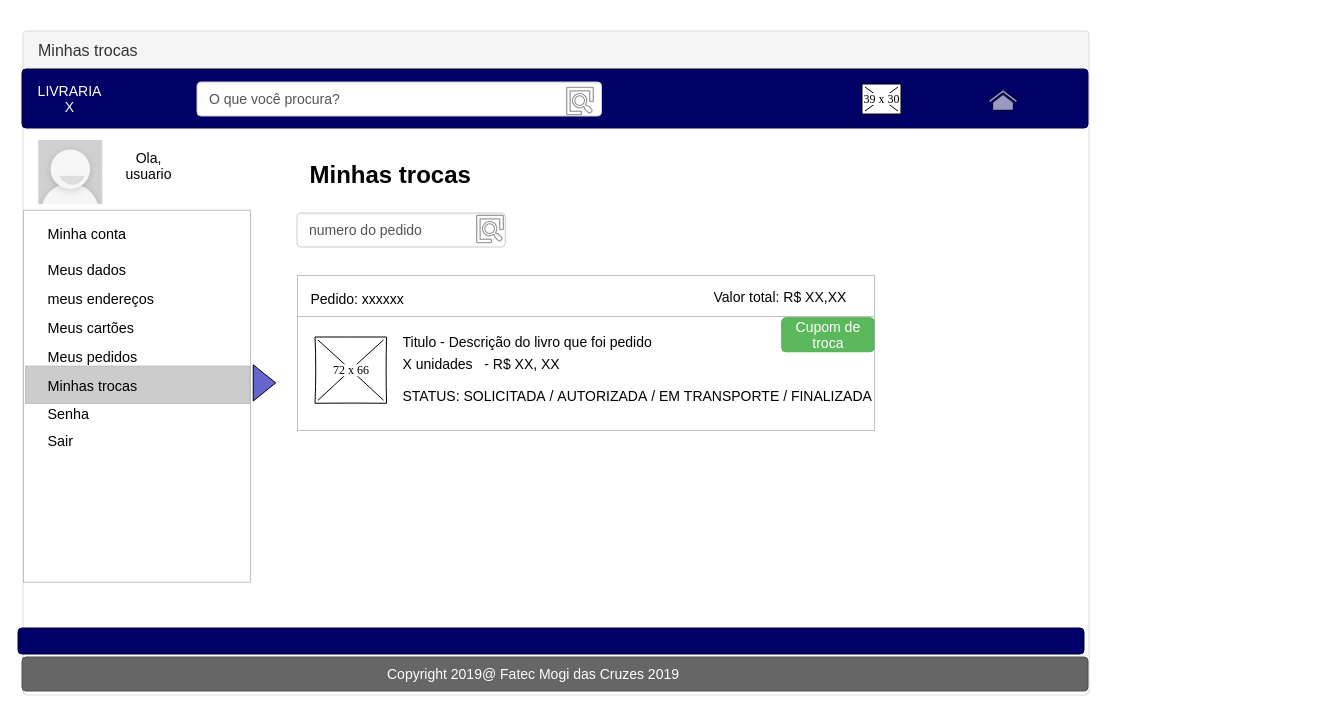 Minhas trocas
LIVRARIA
X
O que você procura?
39 x 30
Ola,
usuario
Minhas trocas
Minha conta
Meus dados
meus endereços
Meus cartões
Meus pedidos
Minhas trocas
Senha
Sair
numero do pedido
Pedido: xxxxxx
Valor total: R$ XX,XX
Cupom de
troca
72 x 66
Titulo - Descrição do livro que foi pedido
X unidades   - R$ XX, XX
STATUS: SOLICITADA / AUTORIZADA / EM TRANSPORTE / FINALIZADA
Copyright 2019@ Fatec Mogi das Cruzes 2019